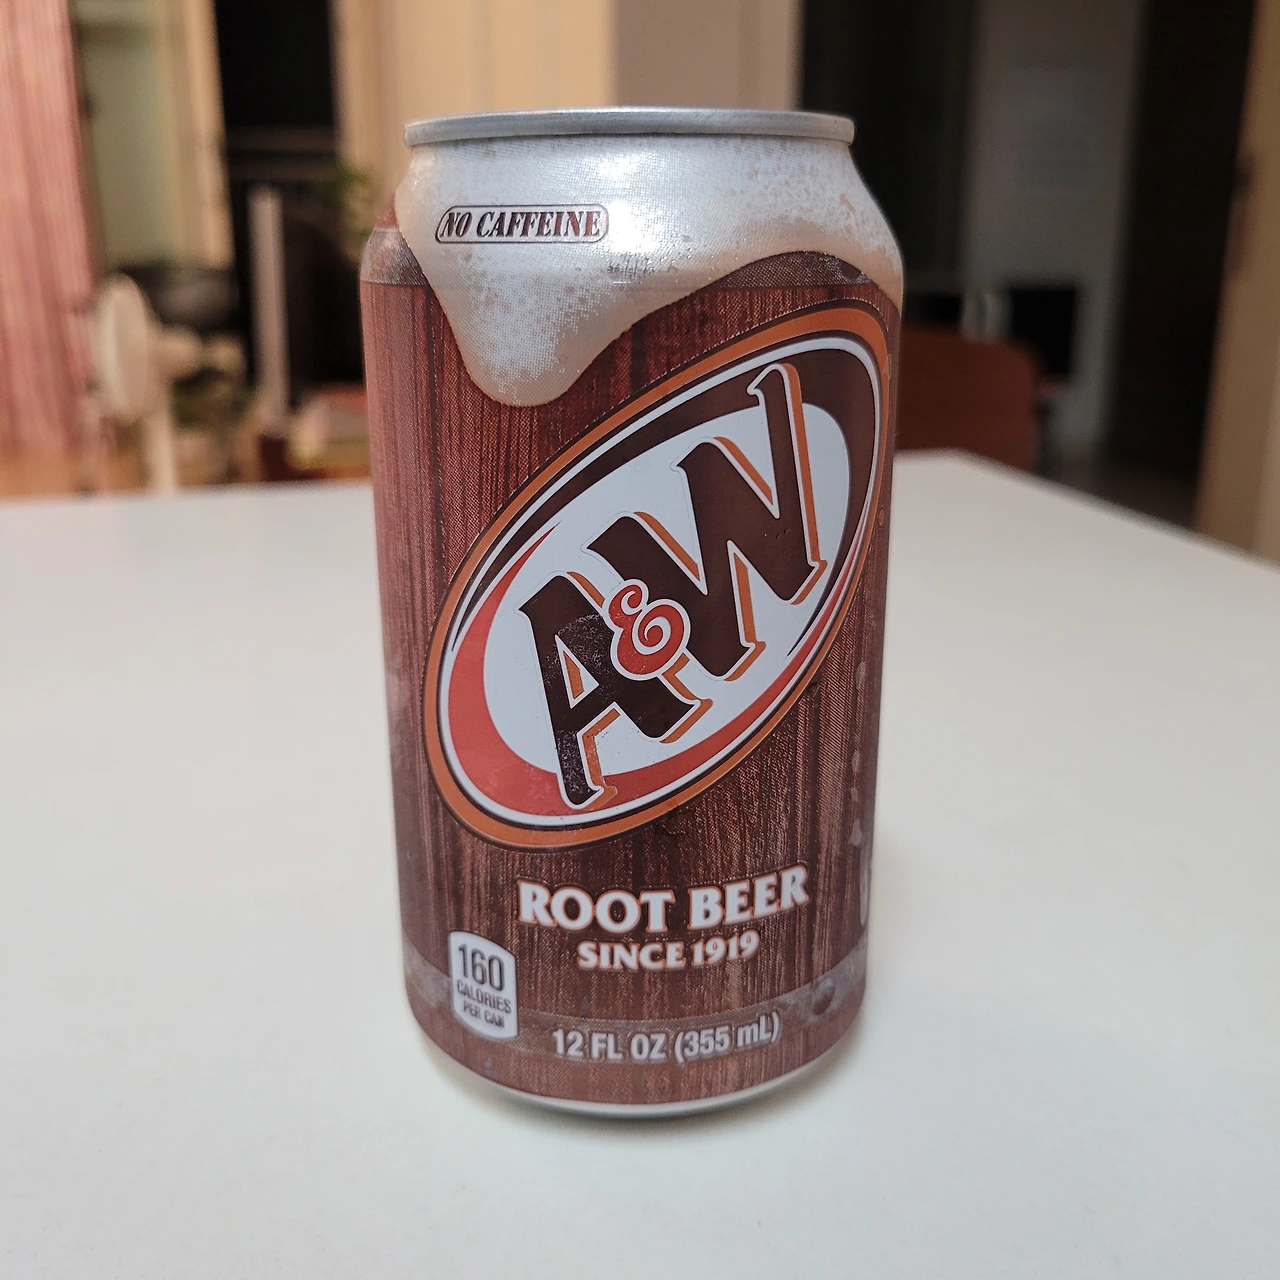 NO CAFFEINE
A&W
ROOT BEER
SINCE 1919
160
CALORIES
PER CAN
12 FL OZ (355 mL)